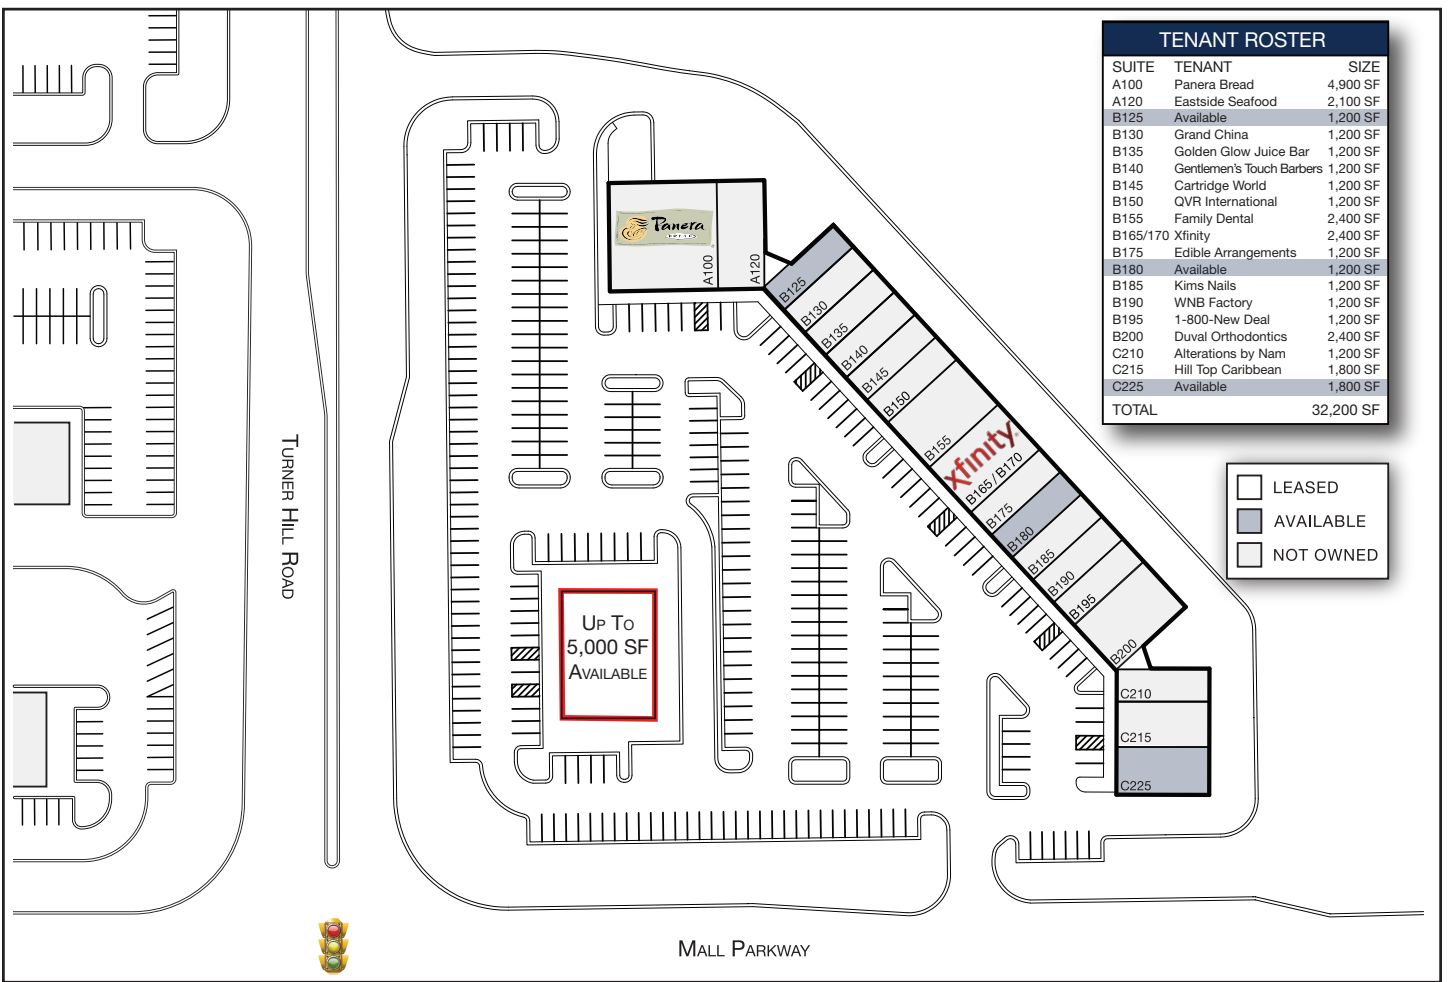 TENANT ROSTER
SUITE TENANT SIZE
A100 Panera Bread 4,900 SF
A120 Eastside Seafood 2,100 SF
B125 Available 1,200 SF
B130 Grand China 1,200 SF
B135 Golden Glow Juice Bar 1,200 SF
B140 Gentlemen's Touch Barbers 1,200 SF
B145 Cartridge World 1,200 SF
B150 QVR International 1,200 SF
B155 Family Dental 2,400 SF
B165/170 Xfinity 2,400 SF
B175 Edible Arrangements 1,200 SF
B180 Available 1,200 SF
B185 Kims Nails 1,200 SF
B190 WNB Factory 1,200 SF
B195 1-800-New Deal 1,200 SF
B200 Duval Orthodontics 2,400 SF
C210 Alterations by Nam 1,200 SF
C215 Hill Top Caribbean 1,800 SF
C225 Available 1,800 SF
TOTAL 32,200 SF
LEASED
AVAILABLE
NOT OWNED
Panera
BREAD
A100
A120
B125
B130
B135
B140
B145
B150
B155
xfinity
B165 / B170
B175
B180
B185
B190
B195
B200
C210
C215
C225
UP TO
5,000 SF
AVAILABLE
TURNER HILL ROAD
MALL PARKWAY